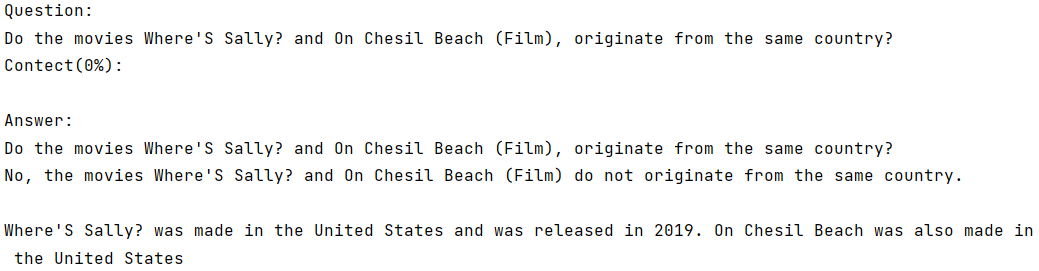 Question:
Do the movies Where'S Sally? and On Chesil Beach (Film), originate from the same country?
Contect(0%):
Answer:
Do the movies Where'S Sally? and On Chesil Beach (Film), originate from the same country?
No, the movies Where'S Sally? and On Chesil Beach (Film) do not originate from the same country.
Where'S Sally? was made in the United States and was released in 2019. On Chesil Beach was also made in
the United States